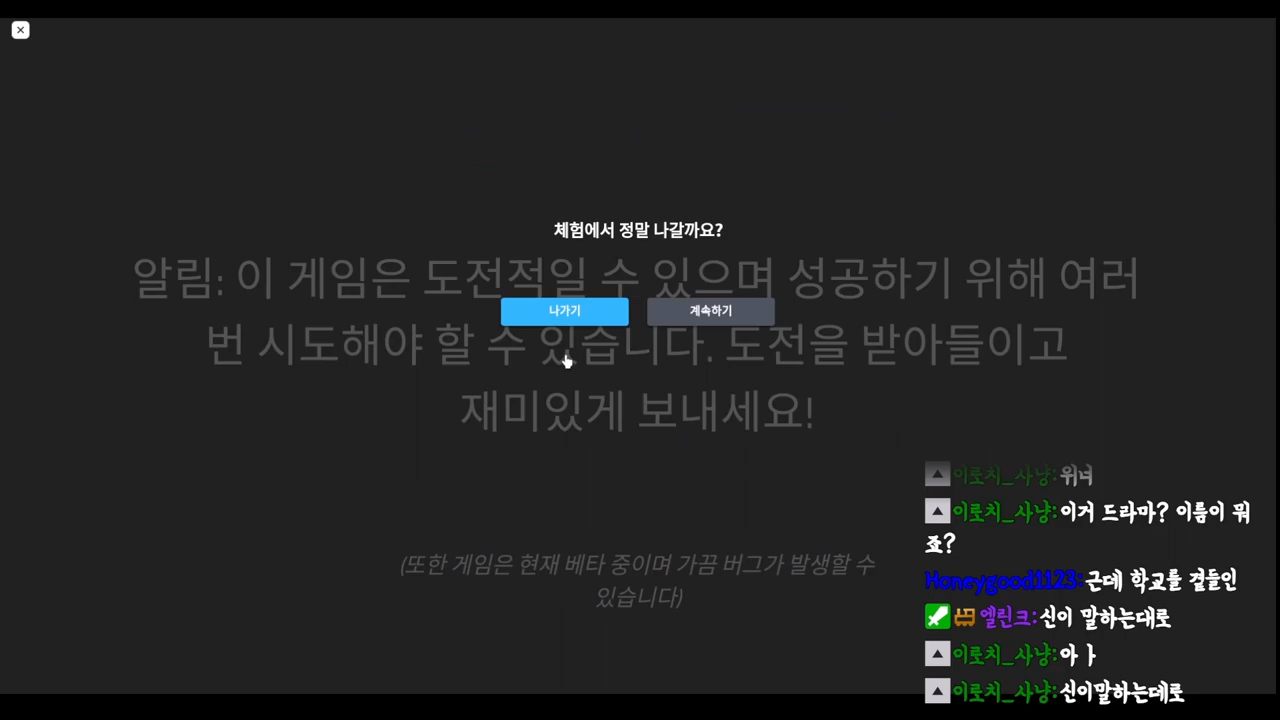 체험에서 정말 나갈까요?
알림: 이 게임은 도전적일 수 있으며 성공하기 위해 여러
나가기
계속하기
번 시도해야 할 수 있습니다. 도전을 받아들이고
재미있게 보내세요!
(또한 게임은 현재 베타 중이며 가끔 버그가 발생할 수
있습니다)
이로치_사냥: 위너
이로치_사냥: 이거 드라마? 이름이 뭐
죠?
Honeygood1123: 근데 학교를 곁들인
엘린크: 신이 말하는대로
이로치_사냥: 아ㅏ
이로치_사냥: 신이말하는데로